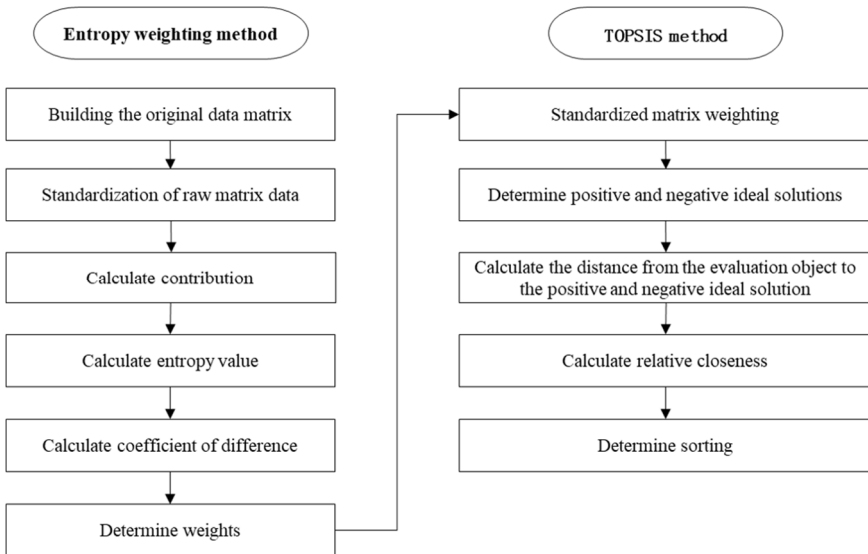 Entropy weighting method
Building the original data matrix
Standardization of raw matrix data
Calculate contribution
Calculate entropy value
Calculate coefficient of difference
Determine weights
TOPSIS method
Standardized matrix weighting
Determine positive and negative ideal solutions
Calculate the distance from the evaluation object to
the positive and negative ideal solution
Calculate relative closeness
Determine sorting